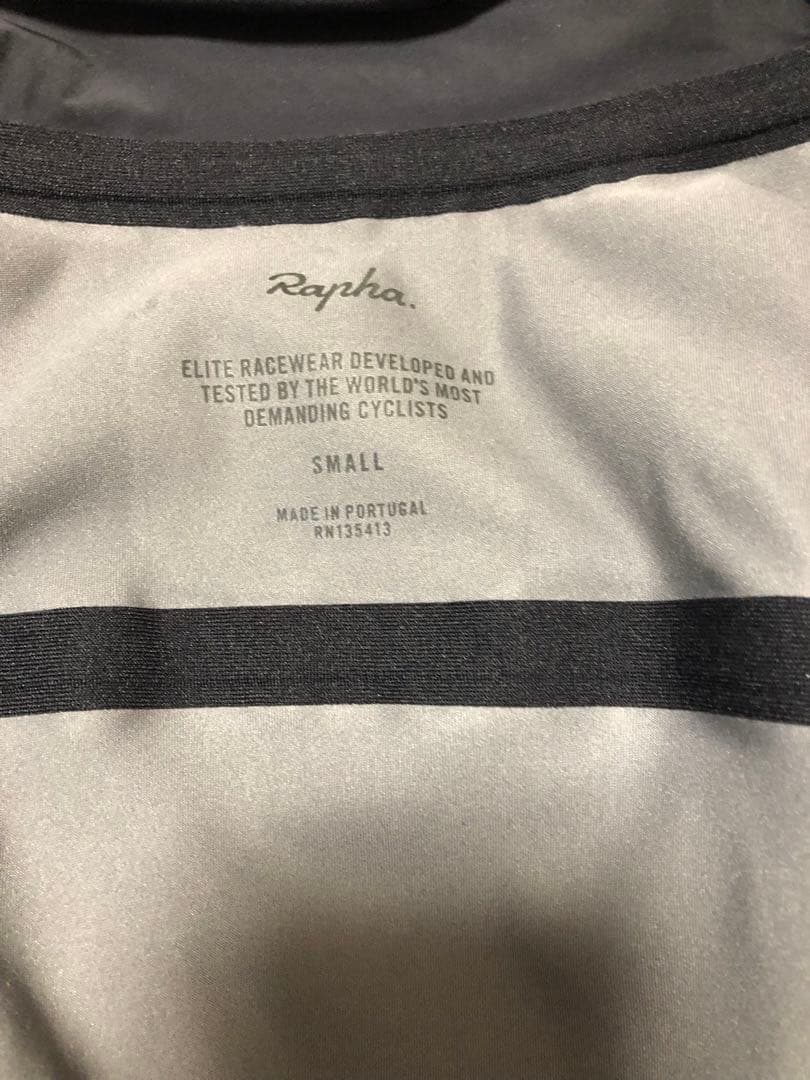 Rapha.
ELITE RACEWEAR DEVELOPED AND
TESTED BY THE WORLD'S MOST
DEMANDING CYCLISTS
SMALL
MADE IN PORTUGAL
RN135413